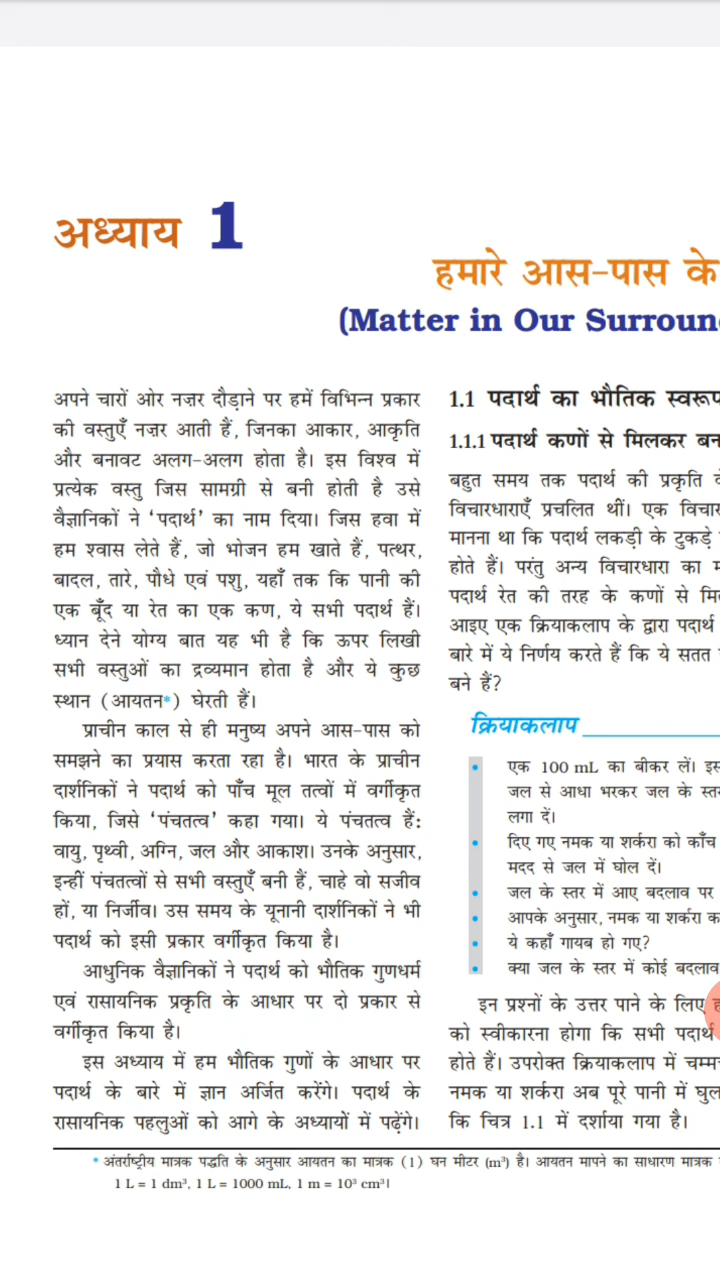 अध्याय 1
हमारे आस-पास के
(Matter in Our Surroun
अपने चारों ओर नज़र दौड़ाने पर हमें विभिन्न प्रकार
की वस्तुएँ नज़र आती हैं, जिनका आकार, आकृति
और बनावट अलग-अलग होता है। इस विश्व में
प्रत्येक वस्तु जिस सामग्री से बनी होती है उसे
वैज्ञानिकों ने ‘पदार्थ’ का नाम दिया। जिस हवा में
हम श्वास लेते हैं, जो भोजन हम खाते हैं, पत्थर,
बादल, तारे, पौधे एवं पशु, यहाँ तक कि पानी की
एक बूँद या रेत का एक कण, ये सभी पदार्थ हैं।
ध्यान देने योग्य बात यह भी है कि ऊपर लिखी
सभी वस्तुओं का द्रव्यमान होता है और ये कुछ
स्थान (आयतन*) घेरती हैं।
प्राचीन काल से ही मनुष्य अपने आस-पास को
समझने का प्रयास करता रहा है। भारत के प्राचीन
दार्शनिकों ने पदार्थ को पाँच मूल तत्वों में वर्गीकृत
किया, जिसे ‘पंचतत्व’ कहा गया। ये पंचतत्व हैं:
वायु, पृथ्वी, अग्नि, जल और आकाश। उनके अनुसार,
इन्हीं पंचतत्वों से सभी वस्तुएँ बनी हैं, चाहे वो सजीव
हों, या निर्जीव। उस समय के यूनानी दार्शनिकों ने भी
पदार्थ को इसी प्रकार वर्गीकृत किया है।
आधुनिक वैज्ञानिकों ने पदार्थ को भौतिक गुणधर्म
एवं रासायनिक प्रकृति के आधार पर दो प्रकार से
वर्गीकृत किया है।
इस अध्याय में हम भौतिक गुणों के आधार पर
पदार्थ के बारे में ज्ञान अर्जित करेंगे। पदार्थ के
रासायनिक पहलुओं को आगे के अध्यायों में पढ़ेंगे।
1.1 पदार्थ का भौतिक स्वरूप
1.1.1 पदार्थ कणों से मिलकर बन
बहुत समय तक पदार्थ की प्रकृति
विचारधाराएँ प्रचलित थीं। एक विचार
मानना था कि पदार्थ लकड़ी के टुकड़े
होते हैं। परंतु अन्य विचारधारा का म
पदार्थ रेत की तरह के कणों से मि
आइए एक क्रियाकलाप के द्वारा पदार्थ
बारे में ये निर्णय करते हैं कि ये सतत
बने हैं?
क्रियाकलाप
• एक 100 mL का बीकर लें। इस
जल से आधा भरकर जल के स्तर
लगा दें।
• दिए गए नमक या शर्करा को काँच
मदद से जल में घोल दें।
• जल के स्तर में आए बदलाव पर
• आपके अनुसार, नमक या शर्करा क
• ये कहाँ गायब हो गए?
• क्या जल के स्तर में कोई बदलाव
इन प्रश्नों के उत्तर पाने के लिए ह
को स्वीकारना होगा कि सभी पदार्थ
होते हैं। उपरोक्त क्रियाकलाप में चम्म
नमक या शर्करा अब पूरे पानी में घुल
कि चित्र 1.1 में दर्शाया गया है।
* अंतर्राष्ट्रीय मात्रक पद्धति के अनुसार आयतन का मात्रक (1) घन मीटर (m³) है। आयतन मापने का साधारण मात्रक
1 L = 1 dm³, 1 L = 1000 mL, 1 m = 10³ cm³।